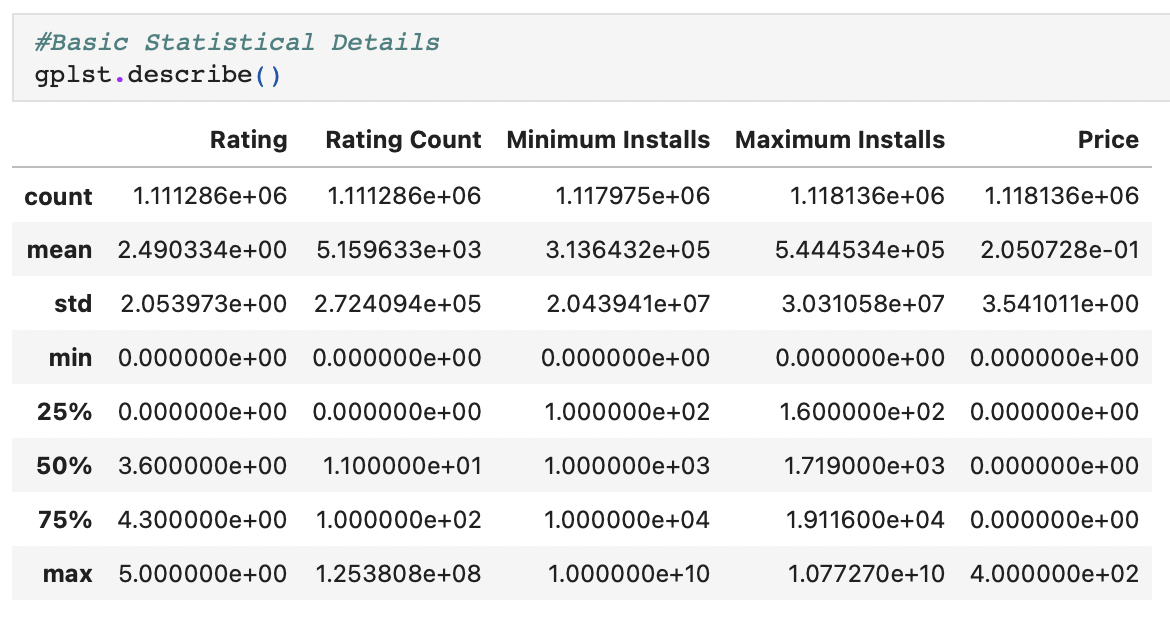 #Basic Statistical Details
gplst.describe()
Rating Rating Count Minimum Installs Maximum Installs Price
count 1.111286e+06 1.111286e+06 1.117975e+06 1.118136e+06 1.118136e+06
mean 2.490334e+00 5.159633e+03 3.136432e+05 5.444534e+05 2.050728e-01
std 2.053973e+00 2.724094e+05 2.043941e+07 3.031058e+07 3.541011e+00
min 0.000000e+00 0.000000e+00 0.000000e+00 0.000000e+00 0.000000e+00
25% 0.000000e+00 0.000000e+00 1.000000e+02 1.600000e+02 0.000000e+00
50% 3.600000e+00 1.100000e+01 1.000000e+03 1.719000e+03 0.000000e+00
75% 4.300000e+00 1.000000e+02 1.000000e+04 1.911600e+04 0.000000e+00
max 5.000000e+00 1.253808e+08 1.000000e+10 1.077270e+10 4.000000e+02